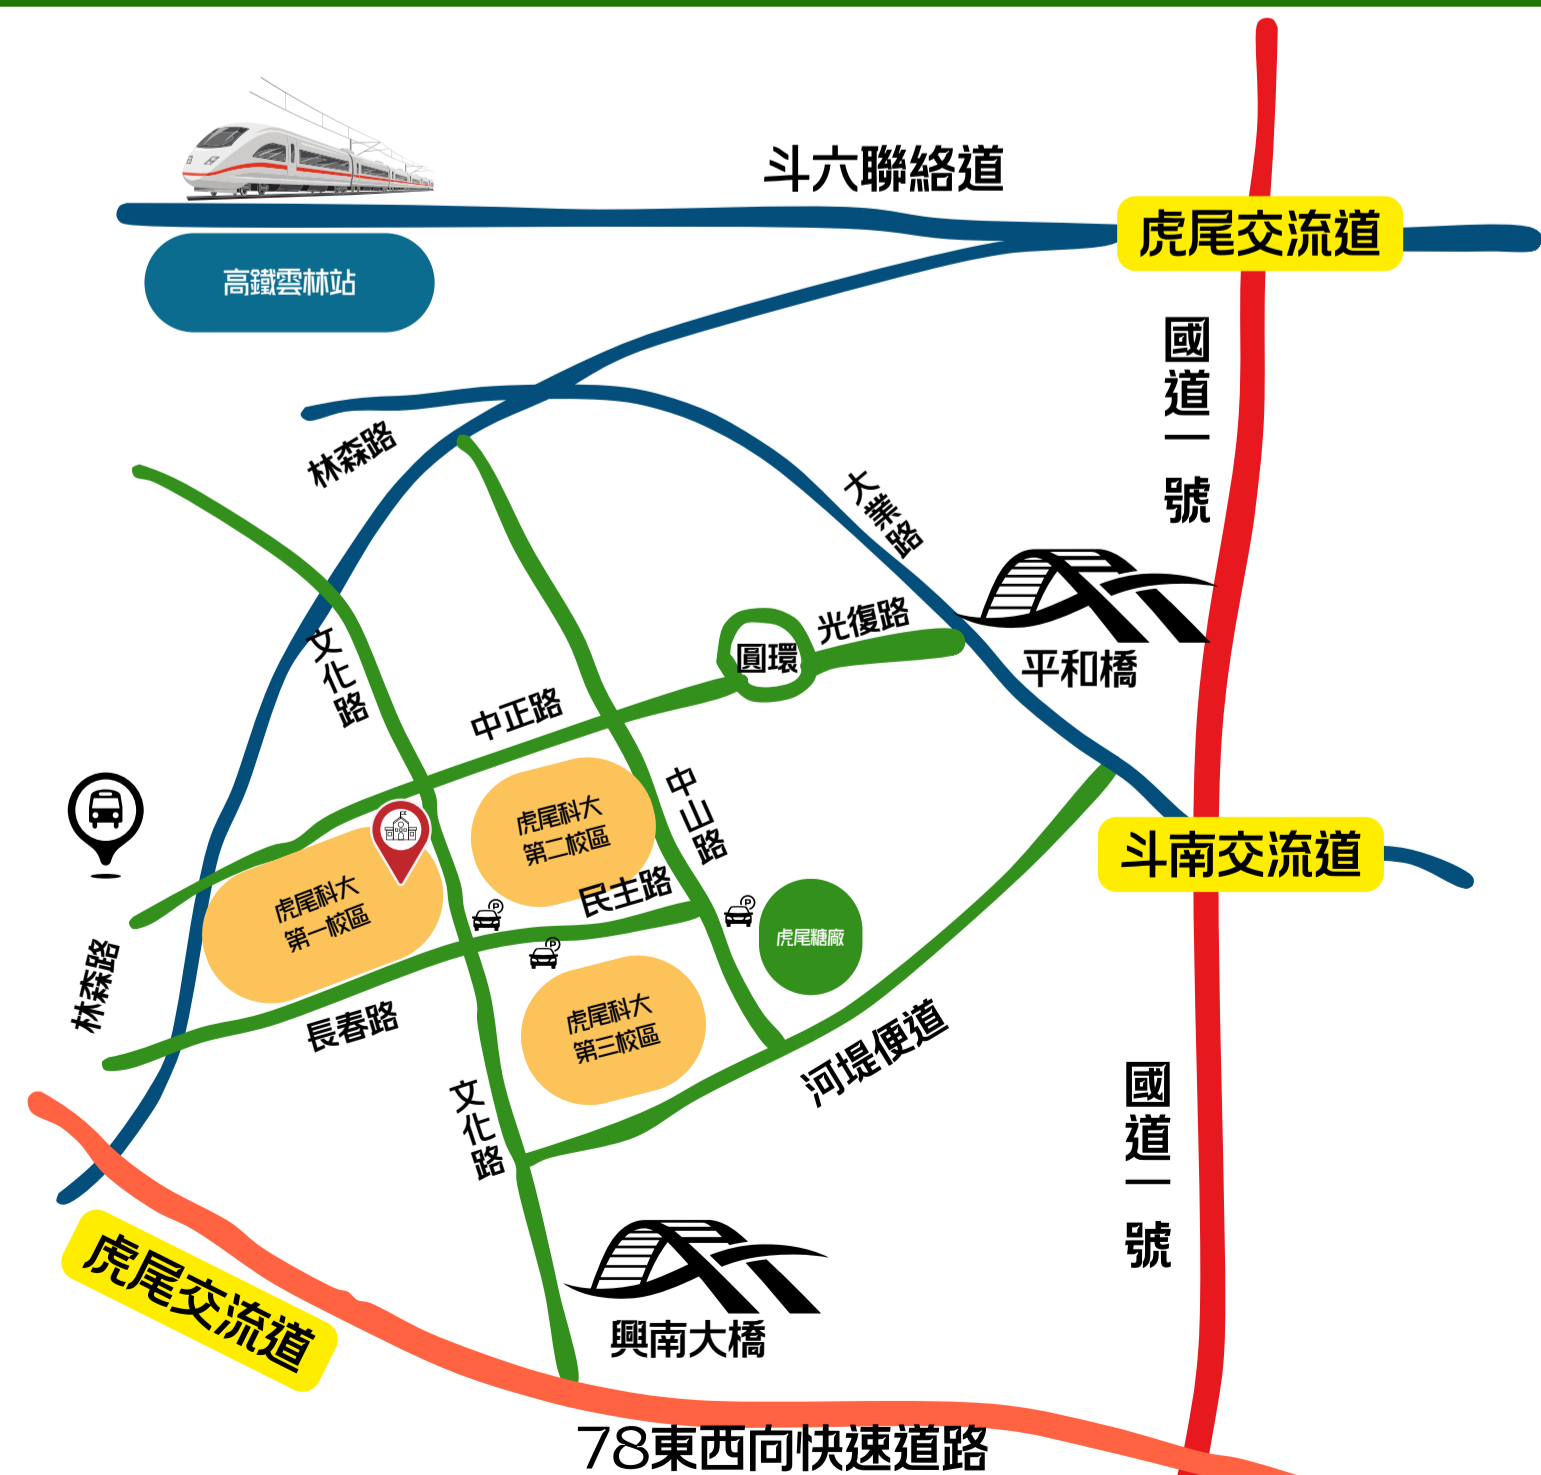 斗六聯絡道
虎尾交流道
高鐵雲林站
國道一號
林森路
大業路
光復路
圓環
平和橋
文化路
中正路
中山路
虎尾科大
第二校區
斗南交流道
民主路
虎尾科大
第一校區
P
P
P
虎尾糖廠
林森路
長春路
虎尾科大
第三校區
河堤便道
文化路
國道一號
虎尾交流道
興南大橋
78東西向快速道路